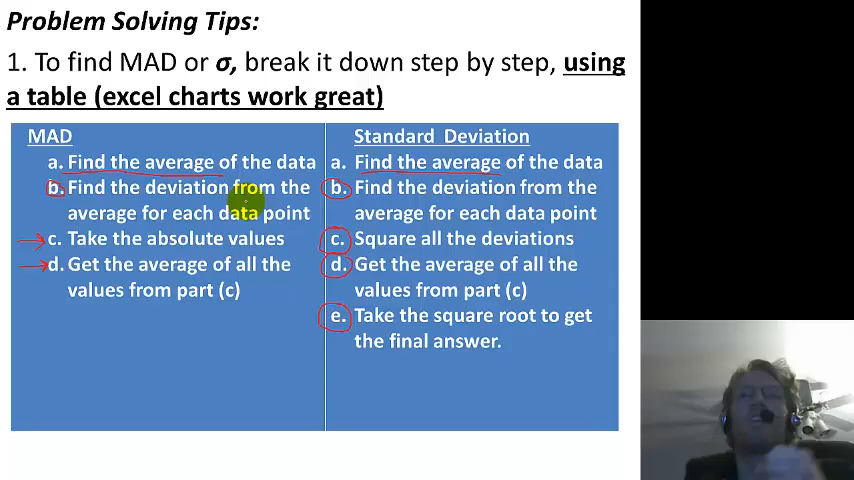 Problem Solving Tips:
1. To find MAD or σ, break it down step by step, using
a table (excel charts work great)
MAD
a. Find the average of the data
b. Find the deviation from the
average for each data point
c. Take the absolute values
d. Get the average of all the
values from part (c)
Standard Deviation
a. Find the average of the data
b. Find the deviation from the
average for each data point
c. Square all the deviations
d. Get the average of all the
values from part (c)
e. Take the square root to get
the final answer.